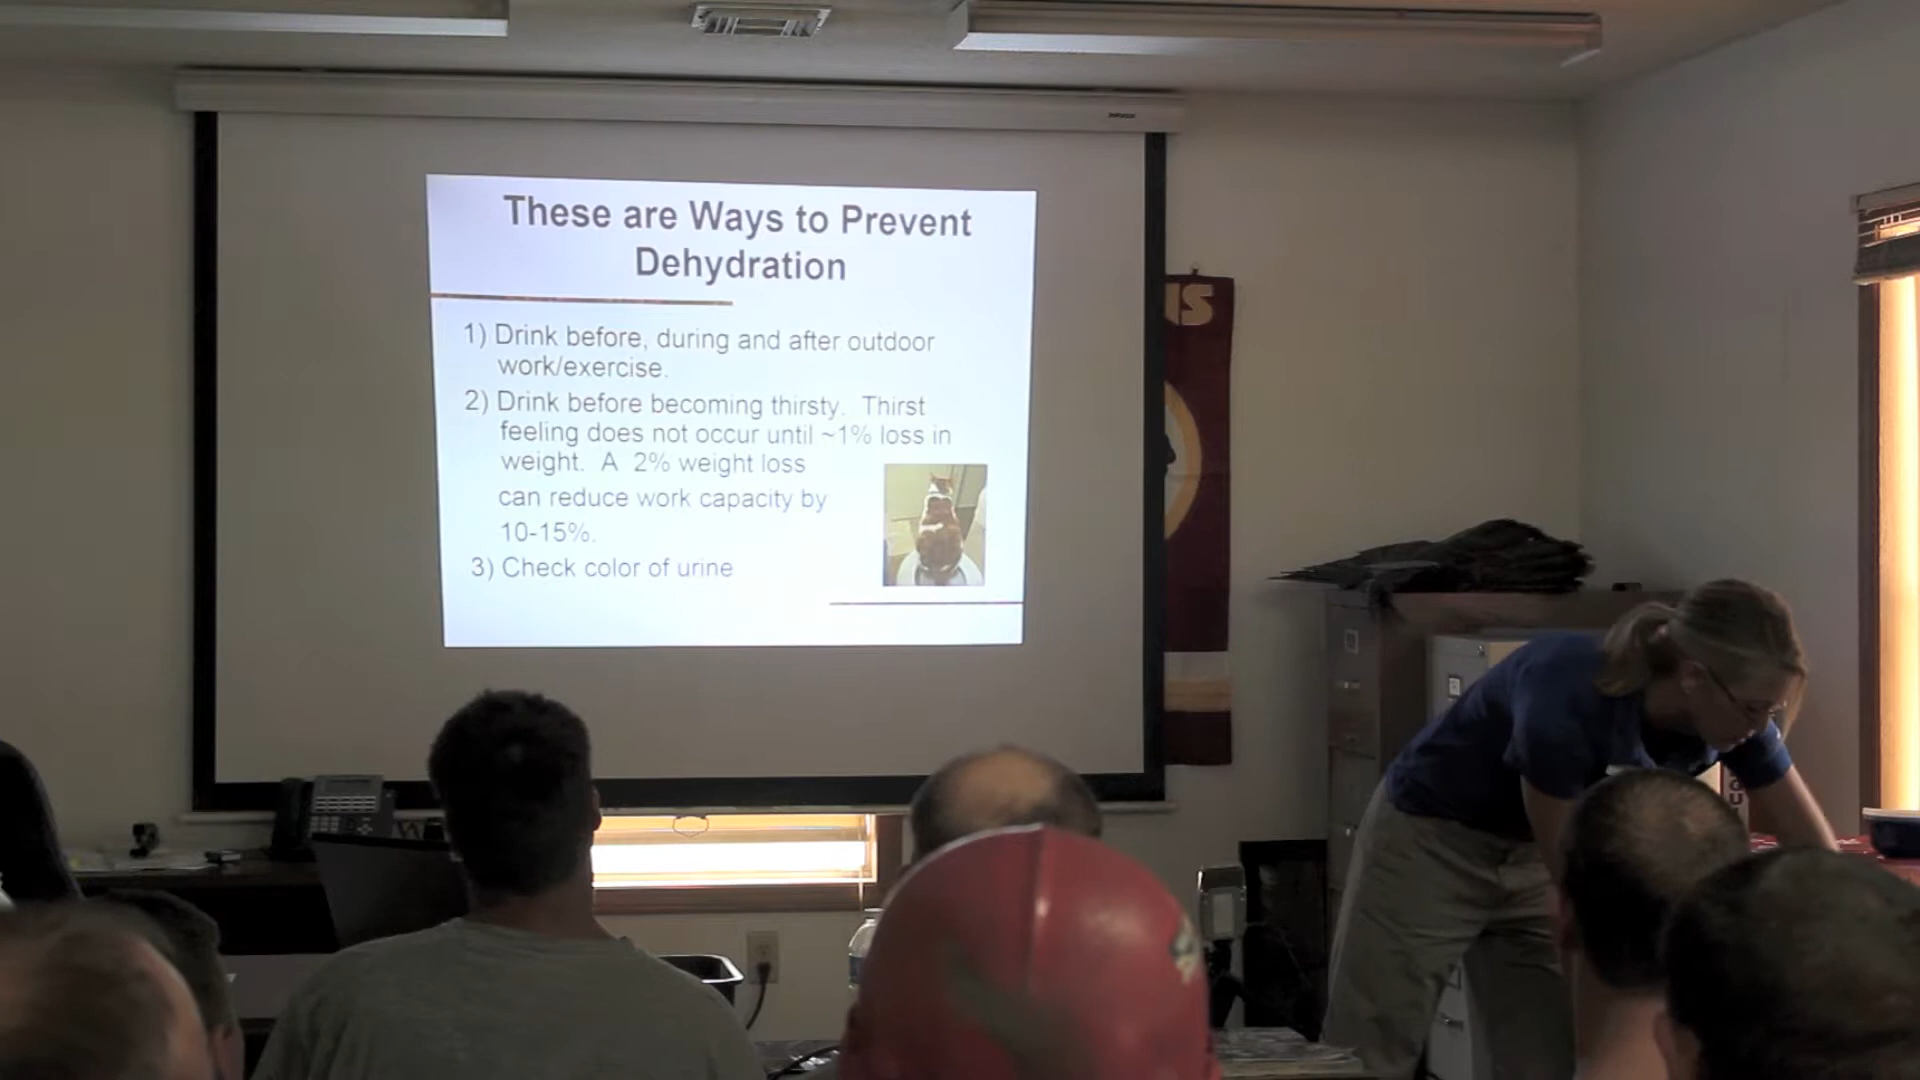 These are Ways to Prevent
Dehydration
1) Drink before, during and after outdoor
work/exercise.
2) Drink before becoming thirsty. Thirst
feeling does not occur until ~1% loss in
weight. A 2% weight loss
can reduce work capacity by
10-15%.
3) Check color of urine
NS